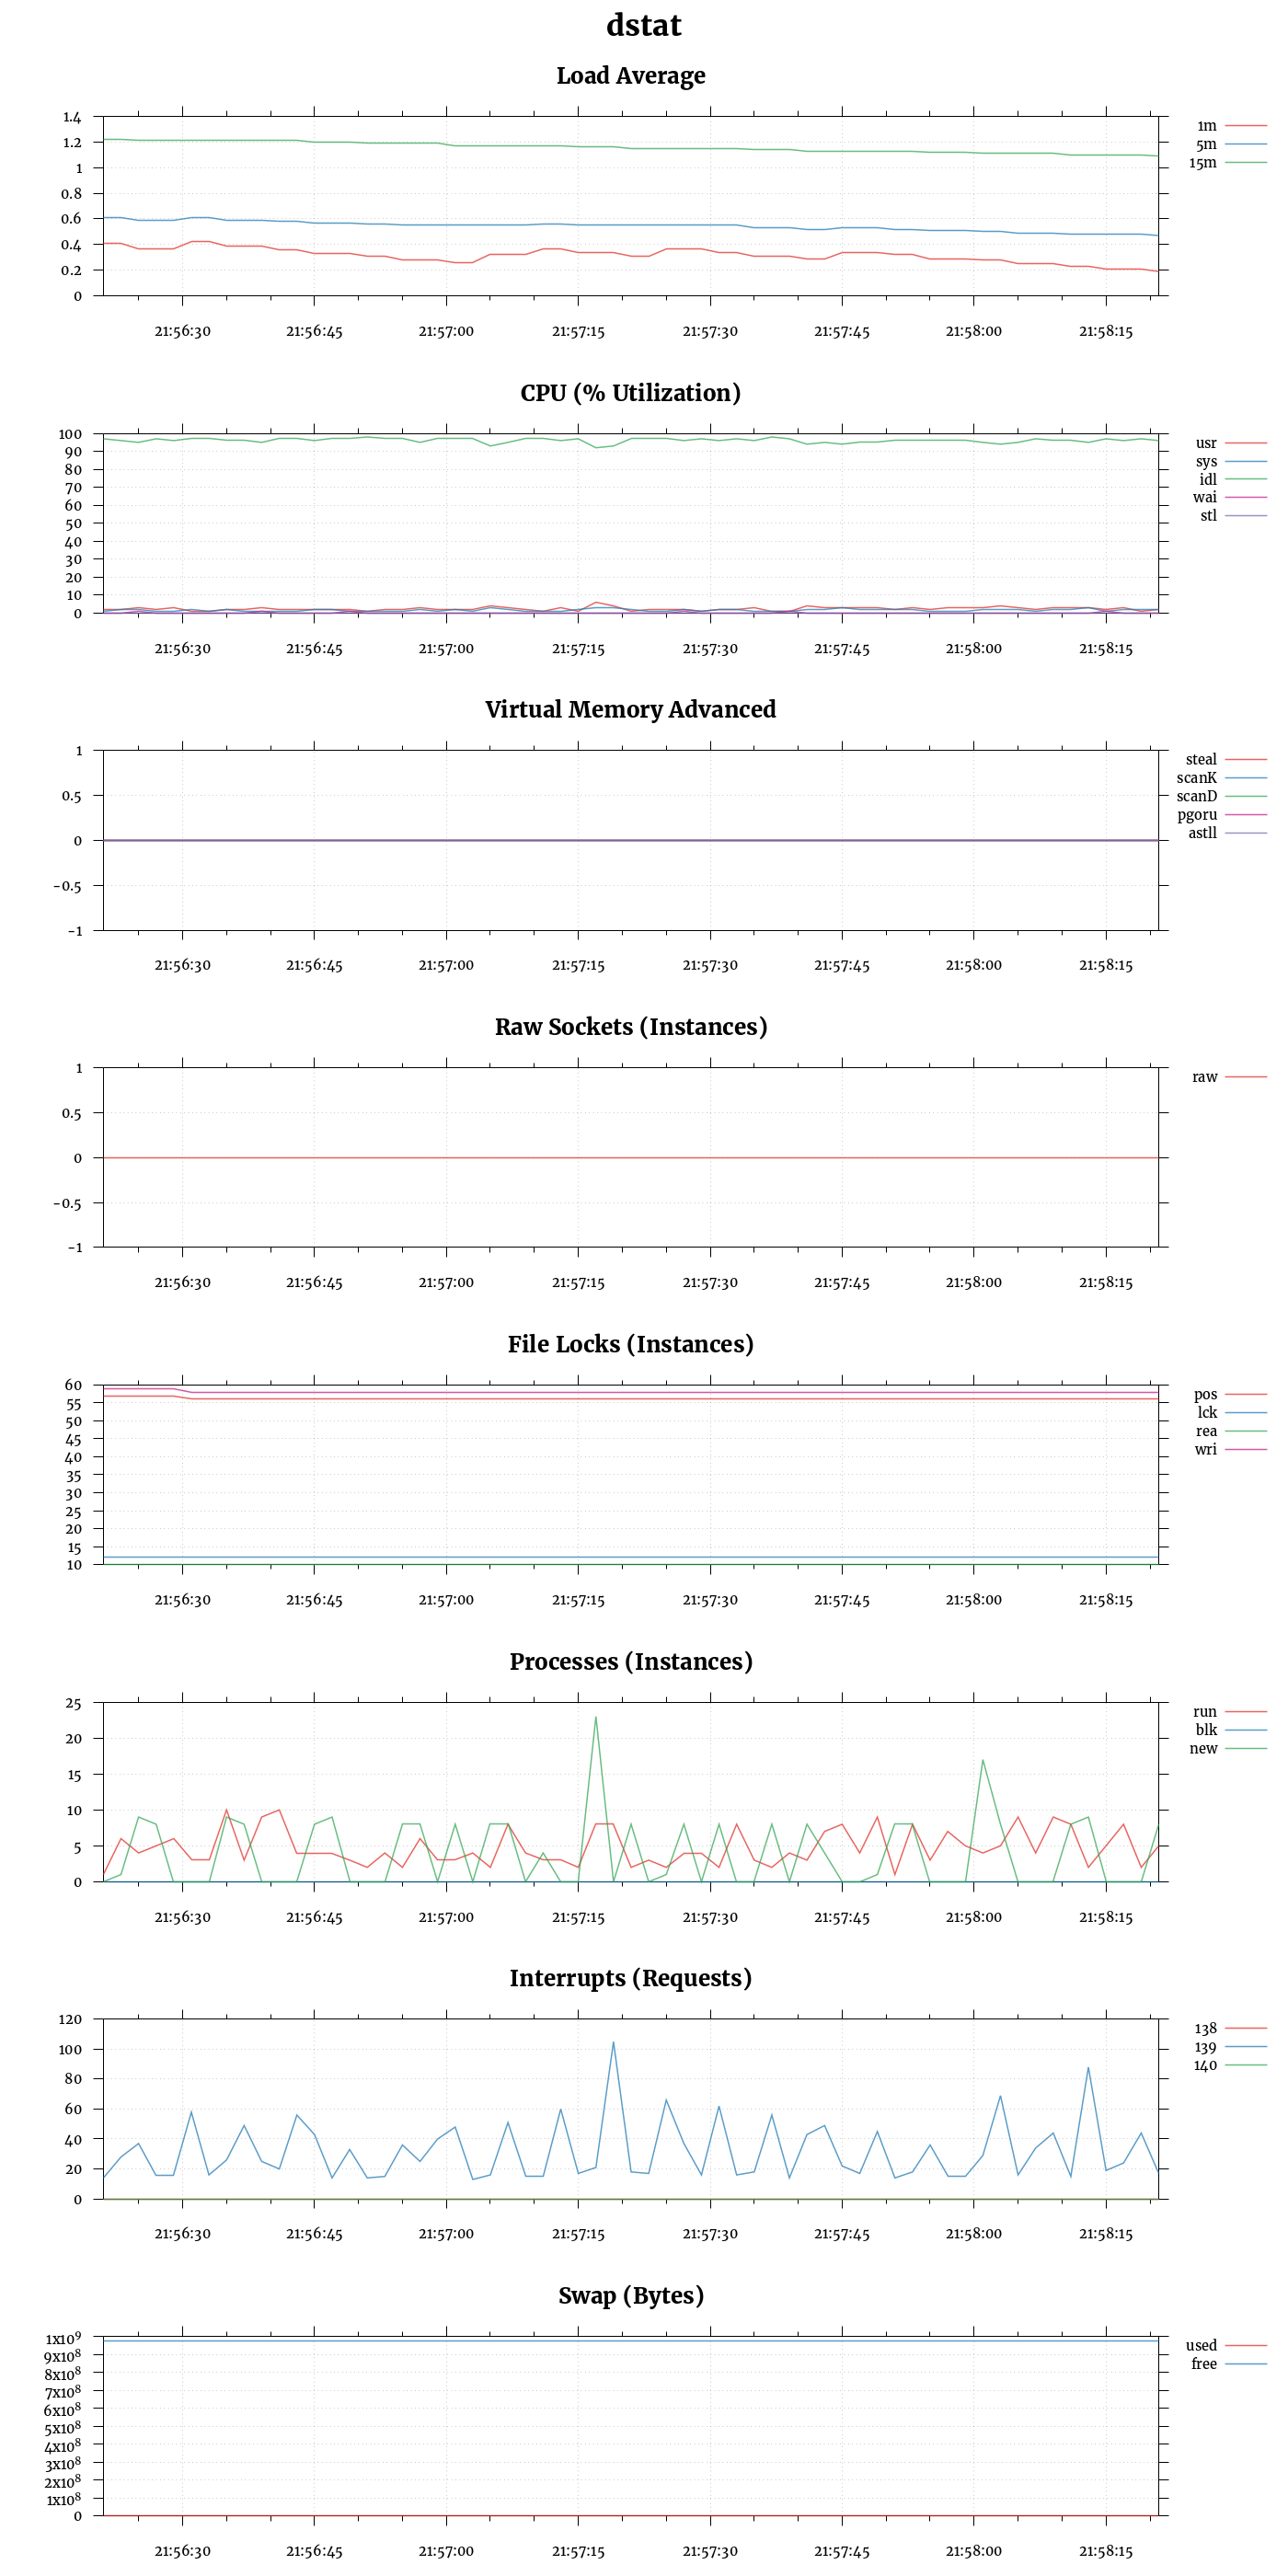 dstat
Load Average
1.4
1.2
1
0.8
0.6
0.4
0.2
0
1m
5m
15m
21:56:30 21:56:45 21:57:00 21:57:15 21:57:30 21:57:45 21:58:00 21:58:15
CPU (% Utilization)
100
90
80
70
60
50
40
30
20
10
0
usr
sys
idl
wai
stl
21:56:30 21:56:45 21:57:00 21:57:15 21:57:30 21:57:45 21:58:00 21:58:15
Virtual Memory Advanced
1
0.5
0
-0.5
-1
steal
scanK
scanD
pgoru
astll
21:56:30 21:56:45 21:57:00 21:57:15 21:57:30 21:57:45 21:58:00 21:58:15
Raw Sockets (Instances)
1
0.5
0
-0.5
-1
raw
21:56:30 21:56:45 21:57:00 21:57:15 21:57:30 21:57:45 21:58:00 21:58:15
File Locks (Instances)
60
55
50
45
40
35
30
25
20
15
10
pos
lck
rea
wri
21:56:30 21:56:45 21:57:00 21:57:15 21:57:30 21:57:45 21:58:00 21:58:15
Processes (Instances)
25
20
15
10
5
0
run
blk
new
21:56:30 21:56:45 21:57:00 21:57:15 21:57:30 21:57:45 21:58:00 21:58:15
Interrupts (Requests)
120
100
80
60
40
20
0
138
139
140
21:56:30 21:56:45 21:57:00 21:57:15 21:57:30 21:57:45 21:58:00 21:58:15
Swap (Bytes)
1x10⁹
9x10⁸
8x10⁸
7x10⁸
6x10⁸
5x10⁸
4x10⁸
3x10⁸
2x10⁸
1x10⁸
0
used
free
21:56:30 21:56:45 21:57:00 21:57:15 21:57:30 21:57:45 21:58:00 21:58:15